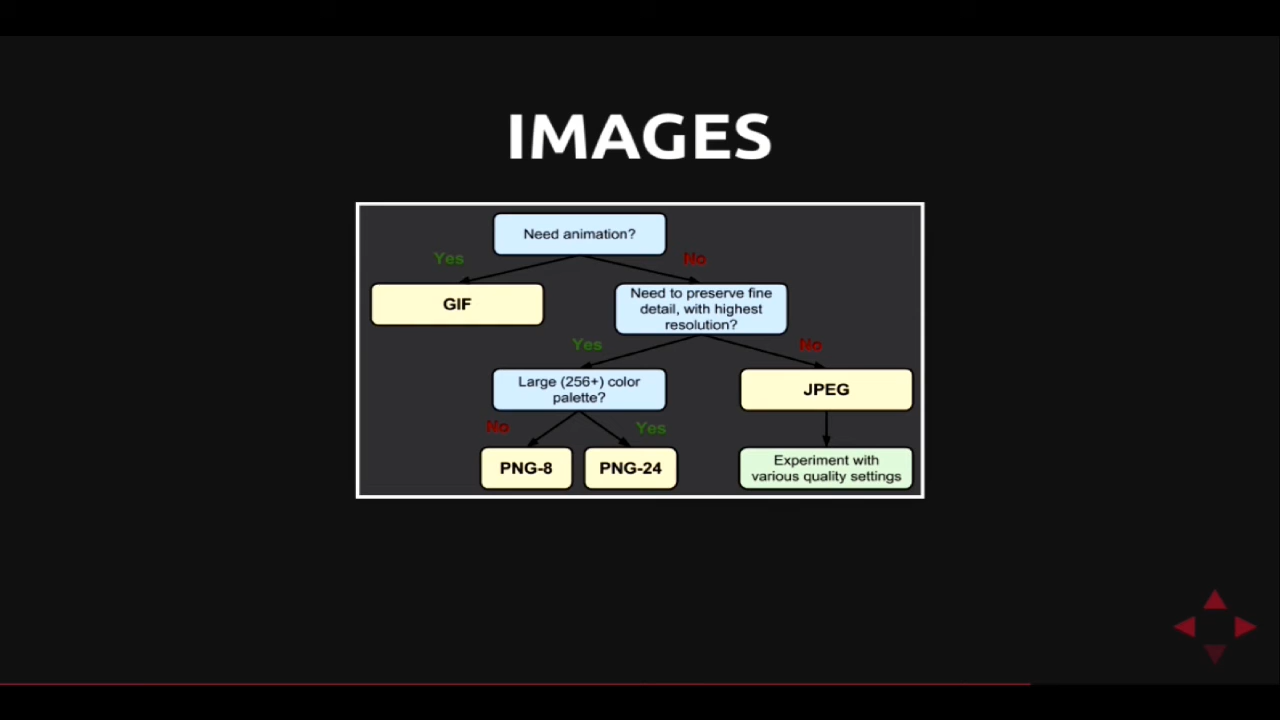 IMAGES
Need animation?
Yes
No
GIF
Need to preserve fine
detail, with highest
resolution?
Yes
No
Large (256+) color
palette?
JPEG
No
Yes
PNG-8
PNG-24
Experiment with
various quality settings